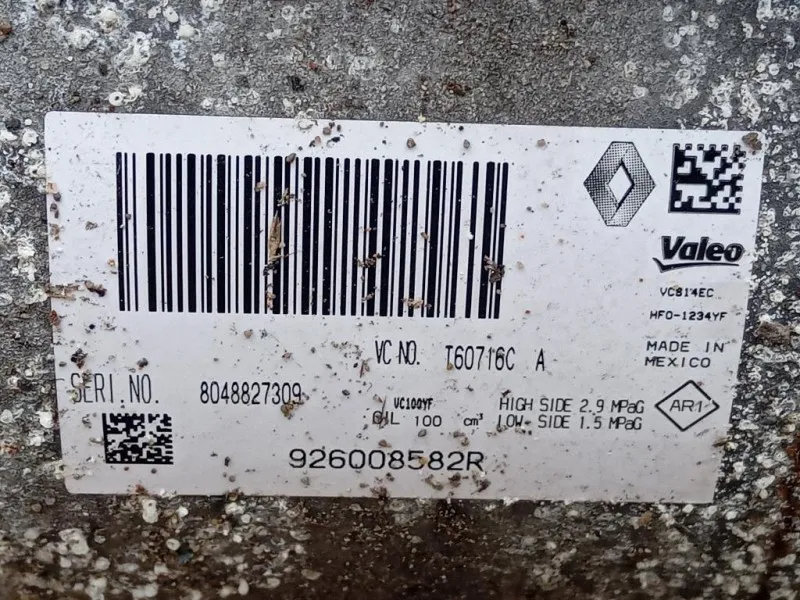 Valeo
VCS14EC
HFO-1234YF
MADE IN
MEXICO
VC NO. T60716C A
SERI.NO. 8048827309
VC100YF
OIL 100 cm³
HIGH SIDE 2.9 MPaG
LOW- SIDE 1.5 MPaG
AR1
926008582R